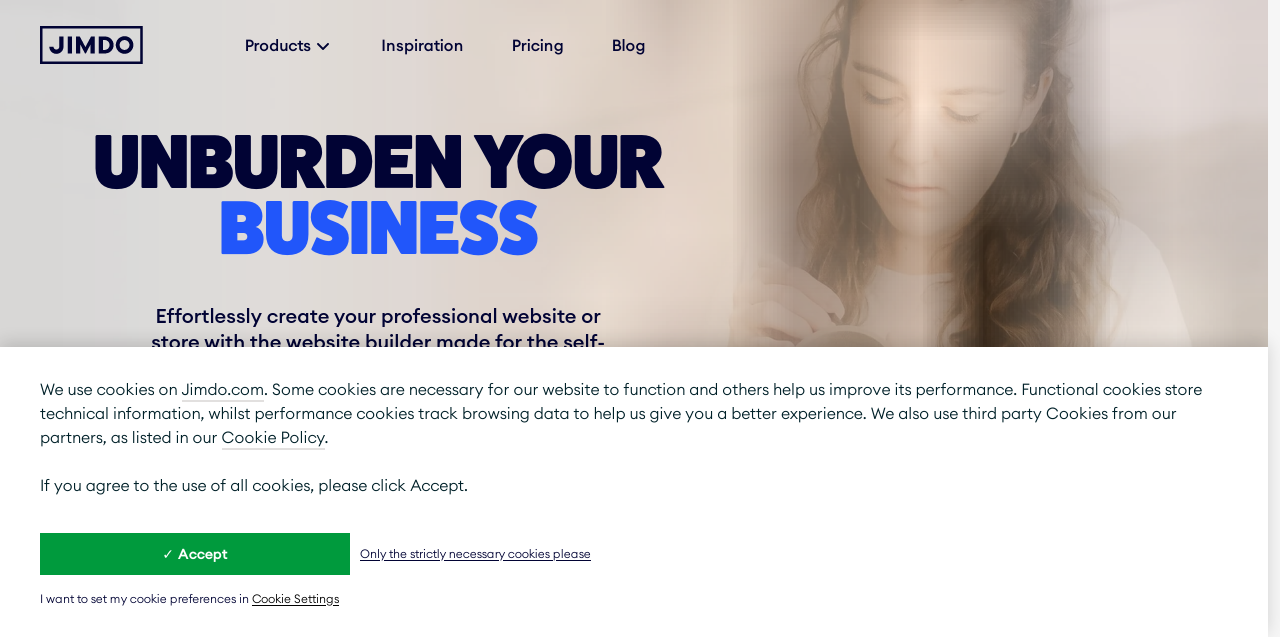 JIMDO
Products
Inspiration
Pricing
Blog
UNBURDEN YOUR
BUSINESS
Effortlessly create your professional website or
store with the website builder made for the self-
We use cookies on Jimdo.com. Some cookies are necessary for our website to function and others help us improve its performance. Functional cookies store
technical information, whilst performance cookies track browsing data to help us give you a better experience. We also use third party Cookies from our
partners, as listed in our Cookie Policy.
If you agree to the use of all cookies, please click Accept.
✓ Accept
Only the strictly necessary cookies please
I want to set my cookie preferences in Cookie Settings